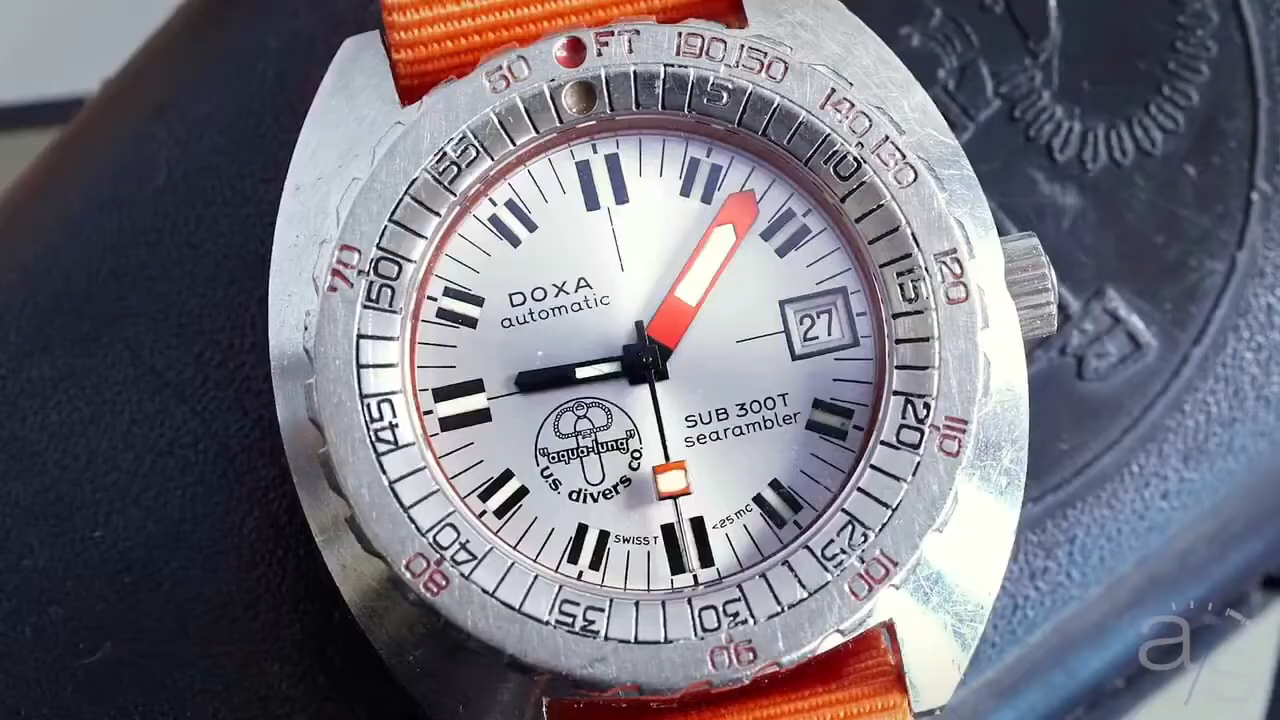 FT
190
150
140
130
120
110
100
90
80
70
50
5
10
15
20
25
30
35
40
45
50
55
DOXA
automatic
27
SUB 300T
searambler
"aqua-lung"
U.S. divers co.
SWISS T
<25 mc